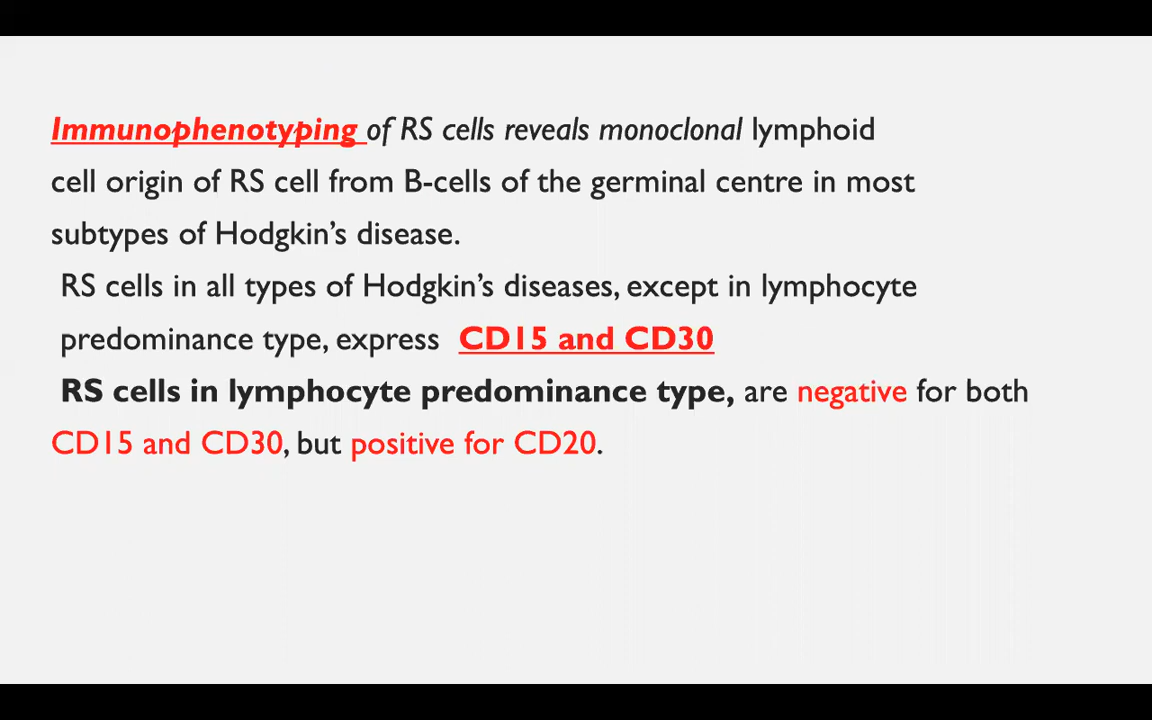 Immunophenotyping of RS cells reveals monoclonal lymphoid
cell origin of RS cell from B-cells of the germinal centre in most
subtypes of Hodgkin’s disease.
RS cells in all types of Hodgkin’s diseases, except in lymphocyte
predominance type, express CD15 and CD30
RS cells in lymphocyte predominance type, are negative for both
CD15 and CD30, but positive for CD20.